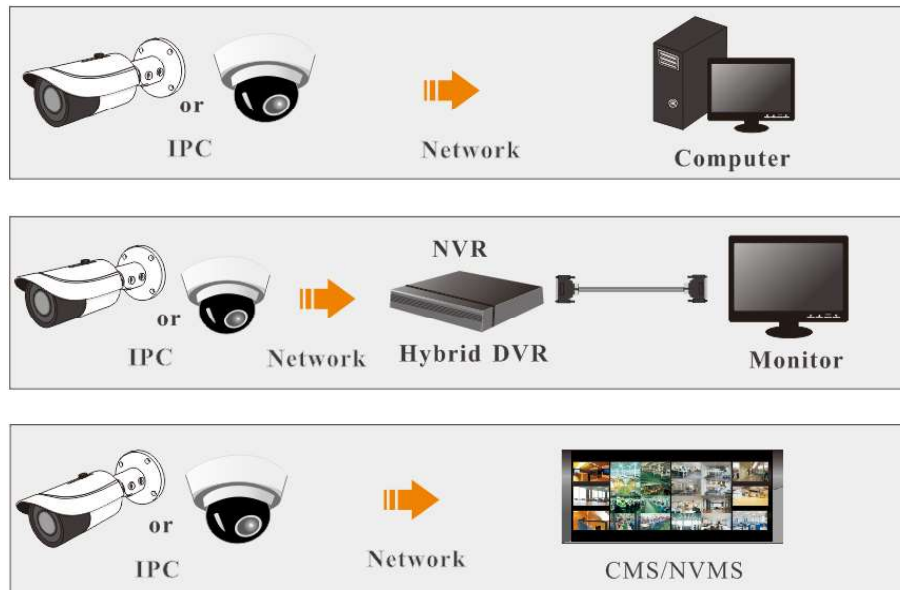 or
IPC
Network
Computer
NVR
or
IPC
Network
Hybrid DVR
Monitor
or
IPC
Network
CMS/NVMS